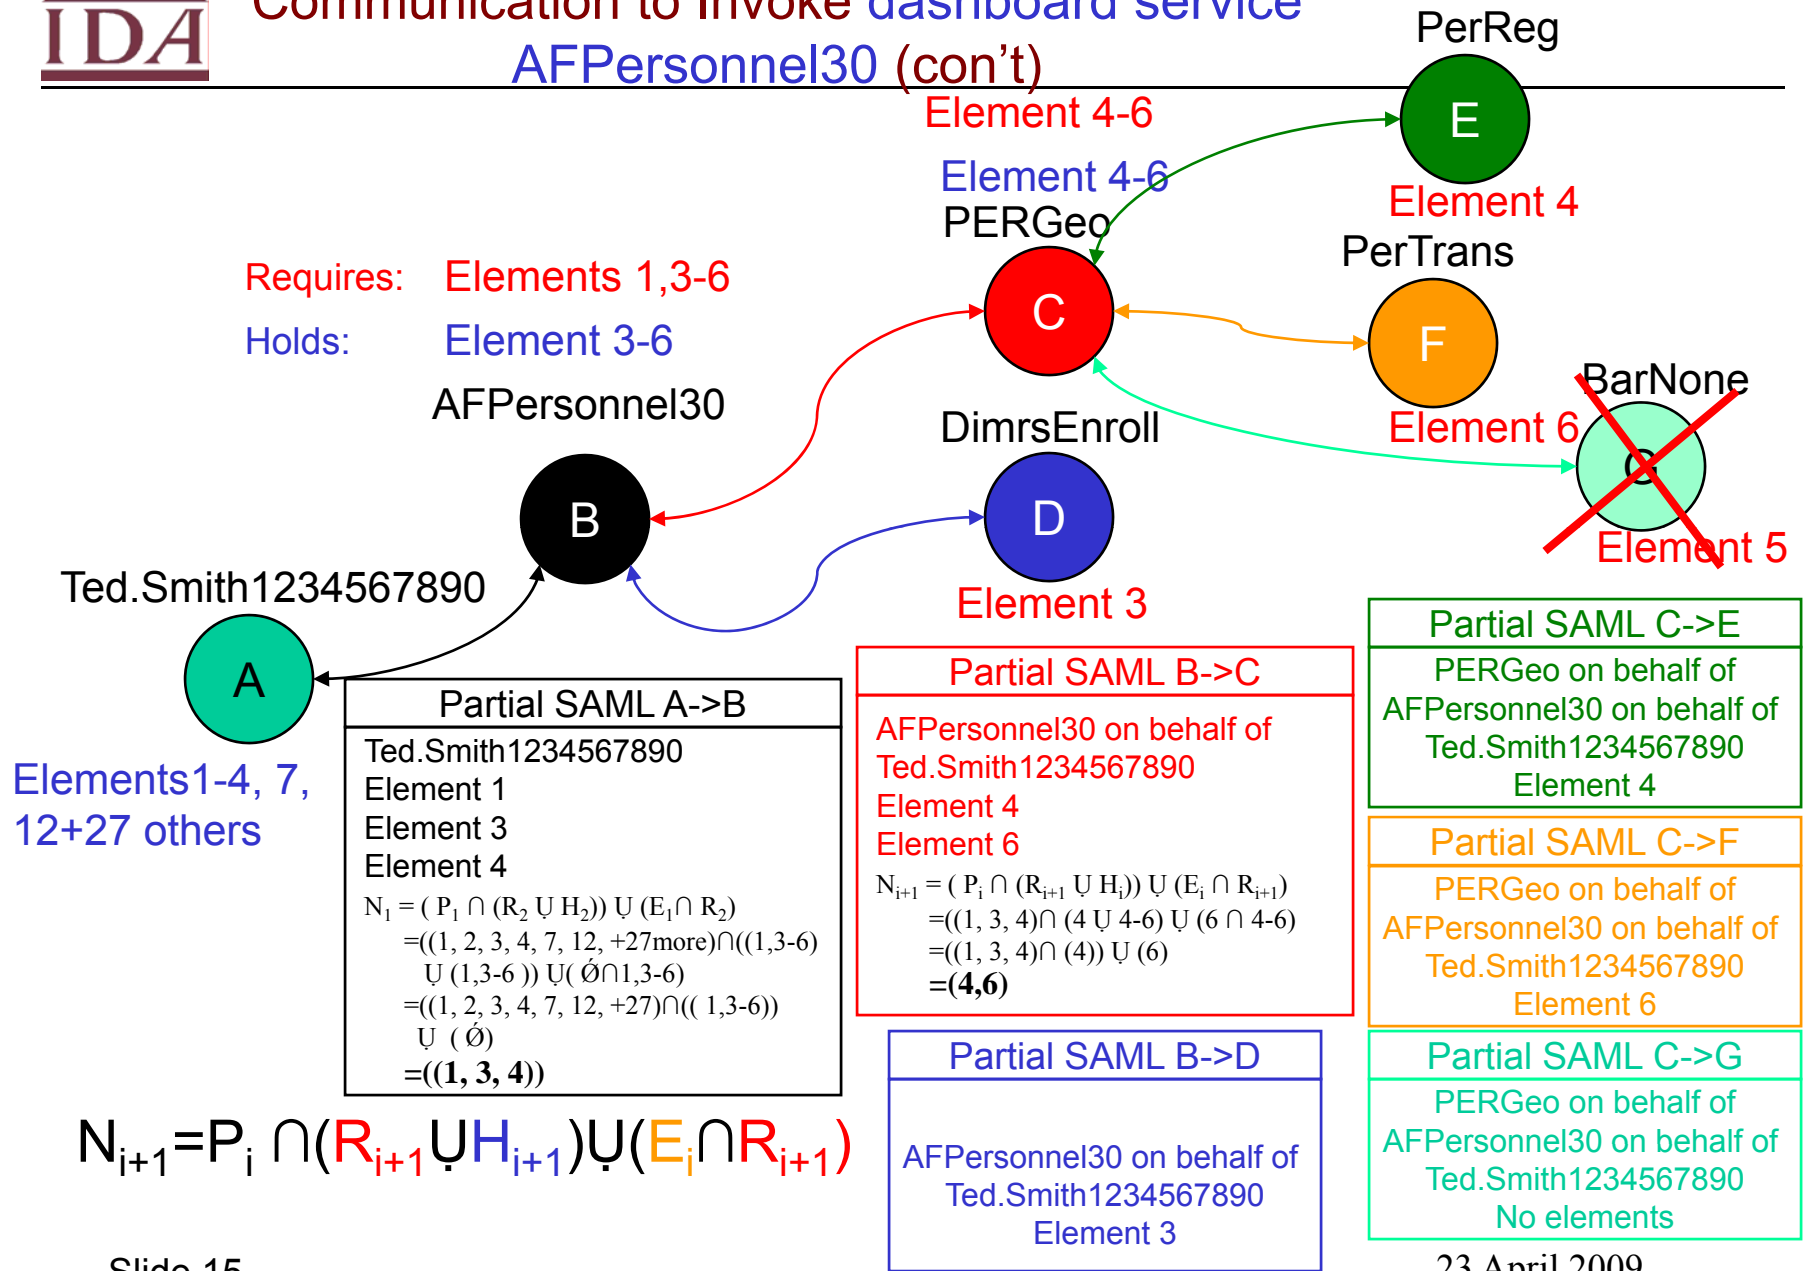 IDA
Communication to Invoke dashboard service
AFPersonnel30 (con't)
PerReg
E
Element 4
Element 4-6
Element 4-6
PERGeo
C
PerTrans
F
Element 6
BarNone
G
Element 5
Requires: Elements 1,3-6
Holds: Element 3-6
AFPersonnel30
B
DimrsEnroll
D
Element 3
Ted.Smith1234567890
A
Elements1-4, 7,
12+27 others
Partial SAML A->B
Ted.Smith1234567890
Element 1
Element 3
Element 4
N₁ = ( P₁ ∩ (R₂ Ụ H₂)) Ụ (E₁∩ R₂)
=((1, 2, 3, 4, 7, 12, +27more)∩((1,3-6)
Ụ (1,3-6 )) Ụ( Ǿ∩1,3-6)
=((1, 2, 3, 4, 7, 12, +27)∩(( 1,3-6))
Ụ ( Ǿ)
=((1, 3, 4))
Partial SAML B->C
AFPersonnel30 on behalf of
Ted.Smith1234567890
Element 4
Element 6
Nᵢ₊₁ = ( Pᵢ ∩ (Rᵢ₊₁ Ụ Hᵢ)) Ụ (Eᵢ ∩ Rᵢ₊₁)
=((1, 3, 4)∩ (4 Ụ 4-6) Ụ (6 ∩ 4-6)
=((1, 3, 4)∩ (4)) Ụ (6)
=(4,6)
Partial SAML B->D
AFPersonnel30 on behalf of
Ted.Smith1234567890
Element 3
Partial SAML C->E
PERGeo on behalf of
AFPersonnel30 on behalf of
Ted.Smith1234567890
Element 4
Partial SAML C->F
PERGeo on behalf of
AFPersonnel30 on behalf of
Ted.Smith1234567890
Element 6
Partial SAML C->G
PERGeo on behalf of
AFPersonnel30 on behalf of
Ted.Smith1234567890
No elements
Nᵢ₊₁=Pᵢ ∩(Rᵢ₊₁ỤHᵢ₊₁)Ụ(Eᵢ∩Rᵢ₊₁)
Slide 15
23 April 2009